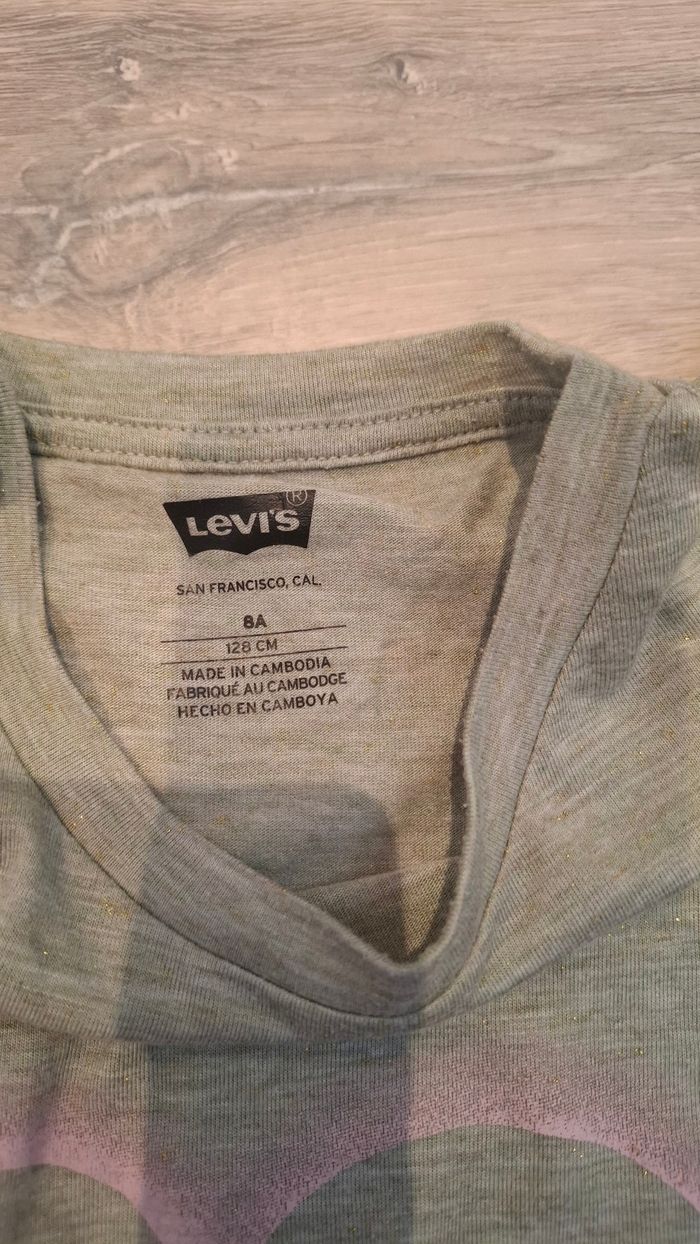 LEVI'S ®
SAN FRANCISCO, CAL.
8A
128 CM
MADE IN CAMBODIA
FABRIQUÉ AU CAMBODGE
HECHO EN CAMBOYA